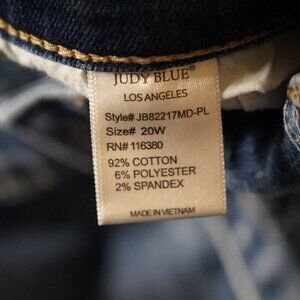 JUDY BLUE
LOS ANGELES
Style# JB82217MD-PL
Size# 20W
RN# 116380
92% COTTON
6% POLYESTER
2% SPANDEX
MADE IN VIETNAM